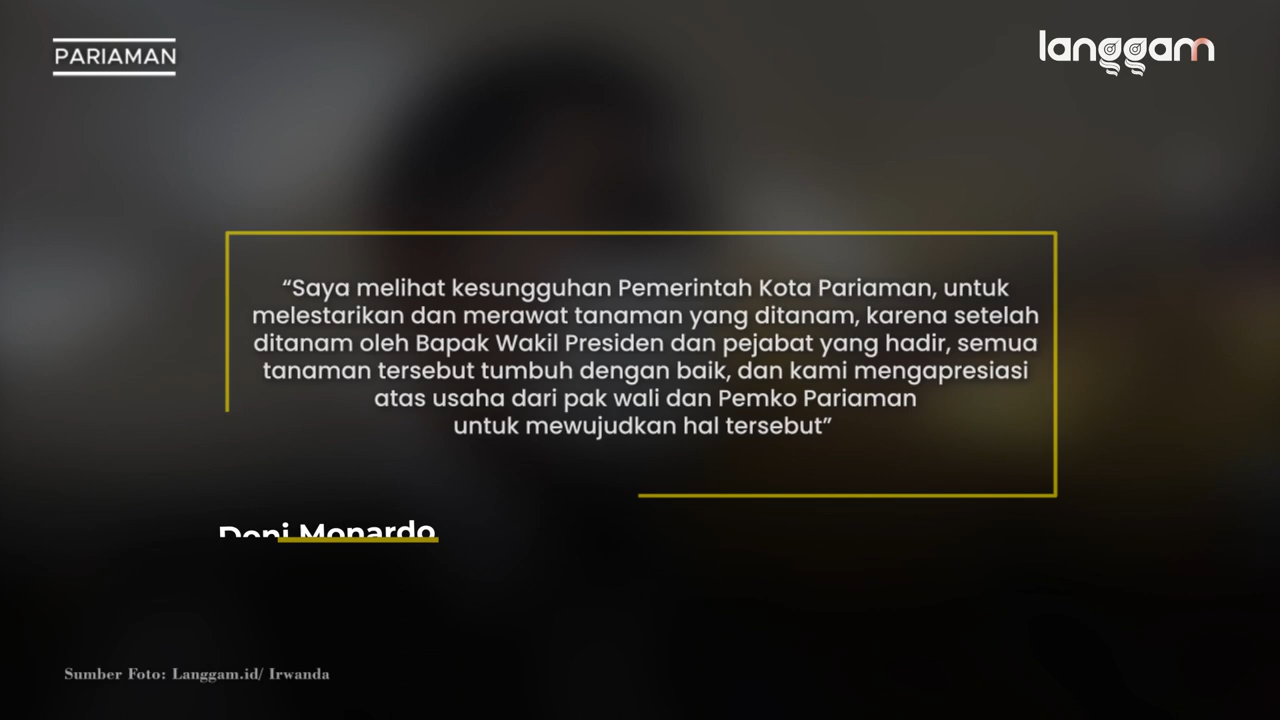 PARIAMAN
langgam
“Saya melihat kesungguhan Pemerintah Kota Pariaman, untuk
melestarikan dan merawat tanaman yang ditanam, karena setelah
ditanam oleh Bapak Wakil Presiden dan pejabat yang hadir, semua
tanaman tersebut tumbuh dengan baik, dan kami mengapresiasi
atas usaha dari pak wali dan Pemko Pariaman
untuk mewujudkan hal tersebut”
Doni Monardo
Sumber Foto: Langgam.id/ Irwanda